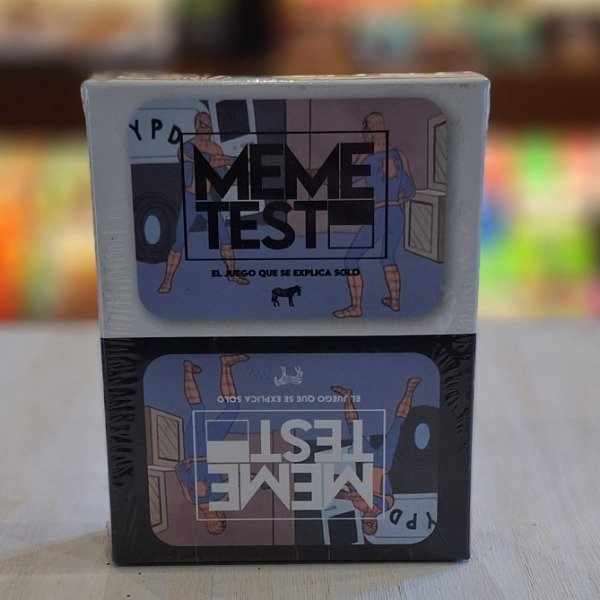 YPD
MEME
TEST
EL JUEGO QUE SE EXPLICA SOLO
EL JUEGO QUE SE EXPLICA SOLO
TEST
MEME
YPD